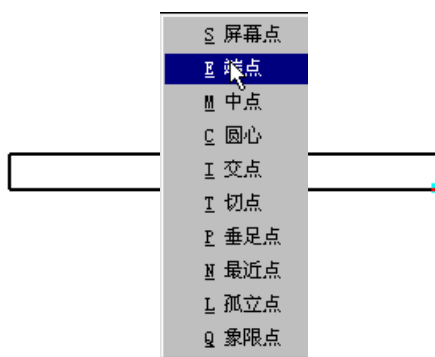 S 屏幕点
E 端点
M 中点
C 圆心
I 交点
T 切点
P 垂足点
N 最近点
L 孤立点
Q 象限点